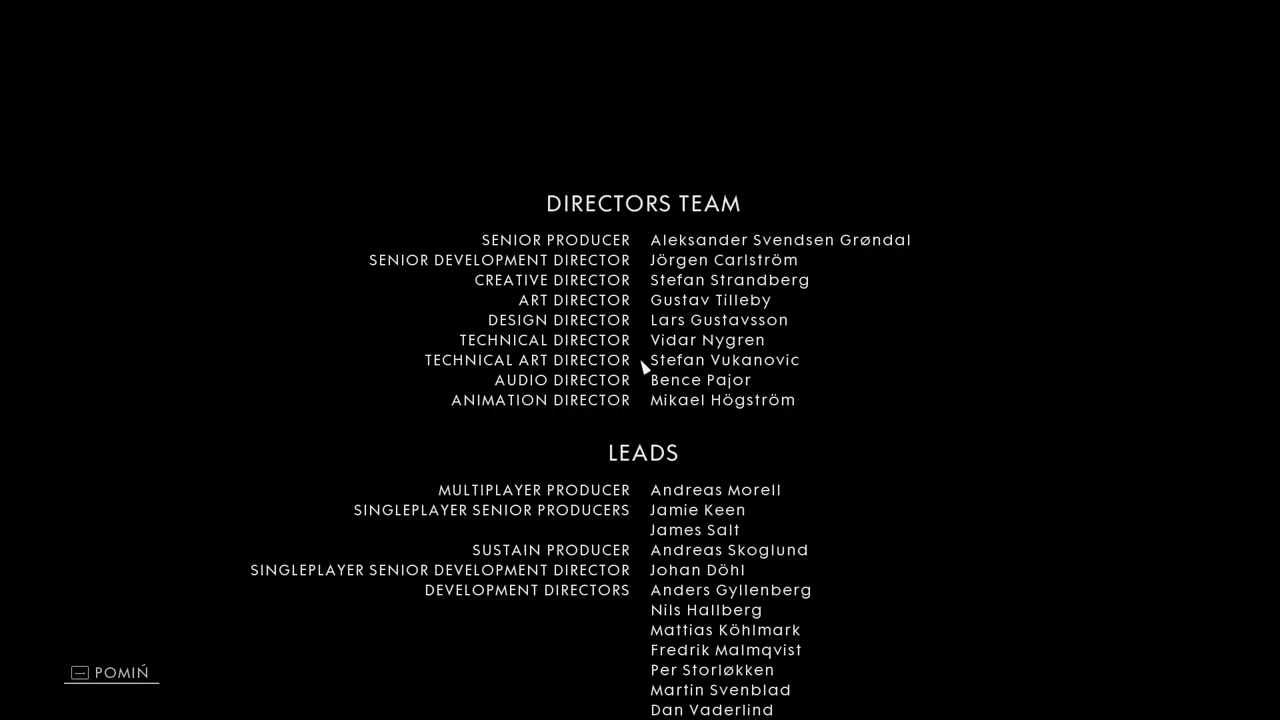 DIRECTORS TEAM
SENIOR PRODUCER Aleksander Svendsen Grøndal
SENIOR DEVELOPMENT DIRECTOR Jörgen Carlström
CREATIVE DIRECTOR Stefan Strandberg
ART DIRECTOR Gustav Tilleby
DESIGN DIRECTOR Lars Gustavsson
TECHNICAL DIRECTOR Vidar Nygren
TECHNICAL ART DIRECTOR Stefan Vukanovic
AUDIO DIRECTOR Bence Pajor
ANIMATION DIRECTOR Mikael Högström
LEADS
MULTIPLAYER PRODUCER Andreas Morell
SINGLEPLAYER SENIOR PRODUCERS Jamie Keen
James Salt
SUSTAIN PRODUCER Andreas Skoglund
SINGLEPLAYER SENIOR DEVELOPMENT DIRECTOR Johan Döhl
DEVELOPMENT DIRECTORS Anders Gyllenberg
Nils Hallberg
Mattias Köhlmark
Fredrik Malmqvist
Per Storløkken
Martin Svenblad
Dan Vaderlind
POMIŃ